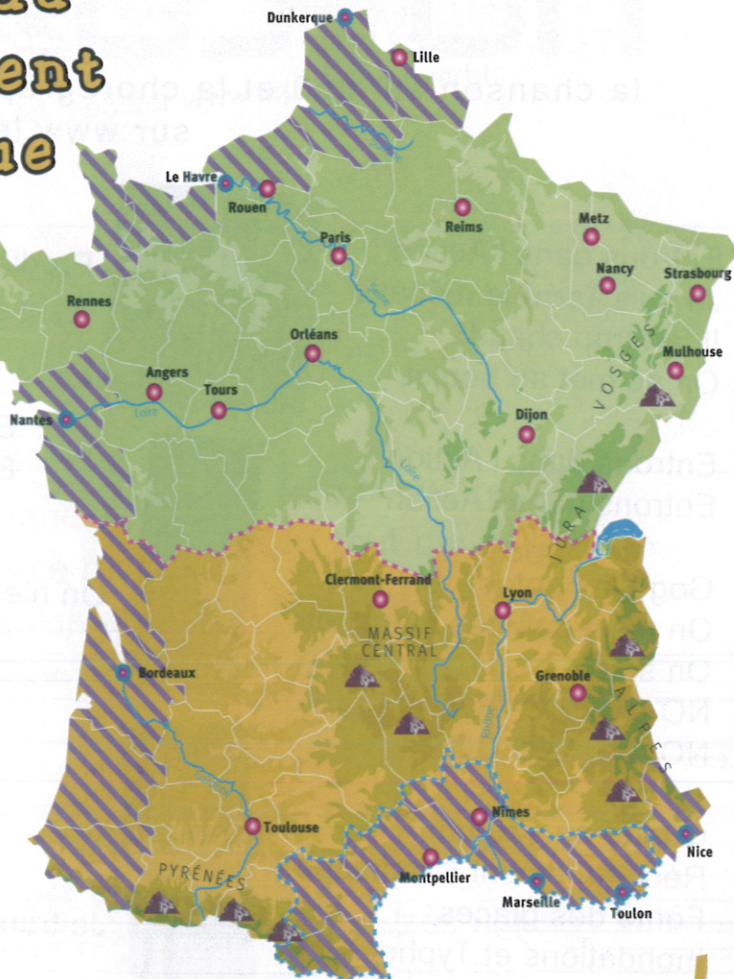 ent
ne
Dunkerque
Lille
Le Havre
Rouen
Reims
Metz
Paris
Nancy
Strasbourg
Seine
Rennes
Orléans
VOSGES
Mulhouse
Angers
Tours
Nantes
Loire
Dijon
Loire
JURA
Clermont-Ferrand
Lyon
MASSIF
CENTRAL
Bordeaux
Grenoble
ALPES
Rhône
Nîmes
Toulouse
Nice
PYRÉNÉES
Montpellier
Marseille
Toulon